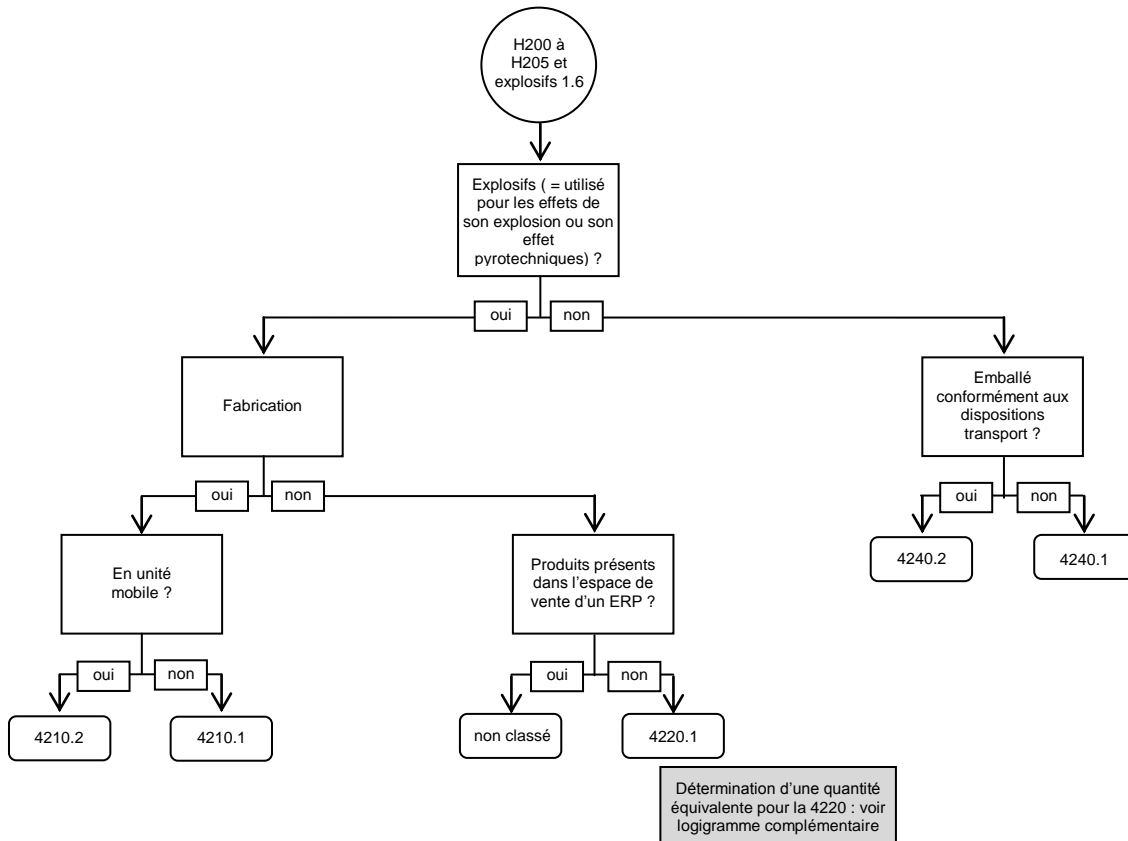 H200 à
H205 et
explosifs 1.6
Explosifs ( = utilisé
pour les effets de
son explosion ou son
effet
pyrotechniques) ?
oui
non
Fabrication
Emballé
conformément aux
dispositions
transport ?
oui
non
oui
non
En unité
mobile ?
Produits présents
dans l'espace de
vente d'un ERP ?
4240.2
4240.1
oui
non
oui
non
4210.2
4210.1
non classé
4220.1
Détermination d'une quantité
équivalente pour la 4220 : voir
logigramme complémentaire